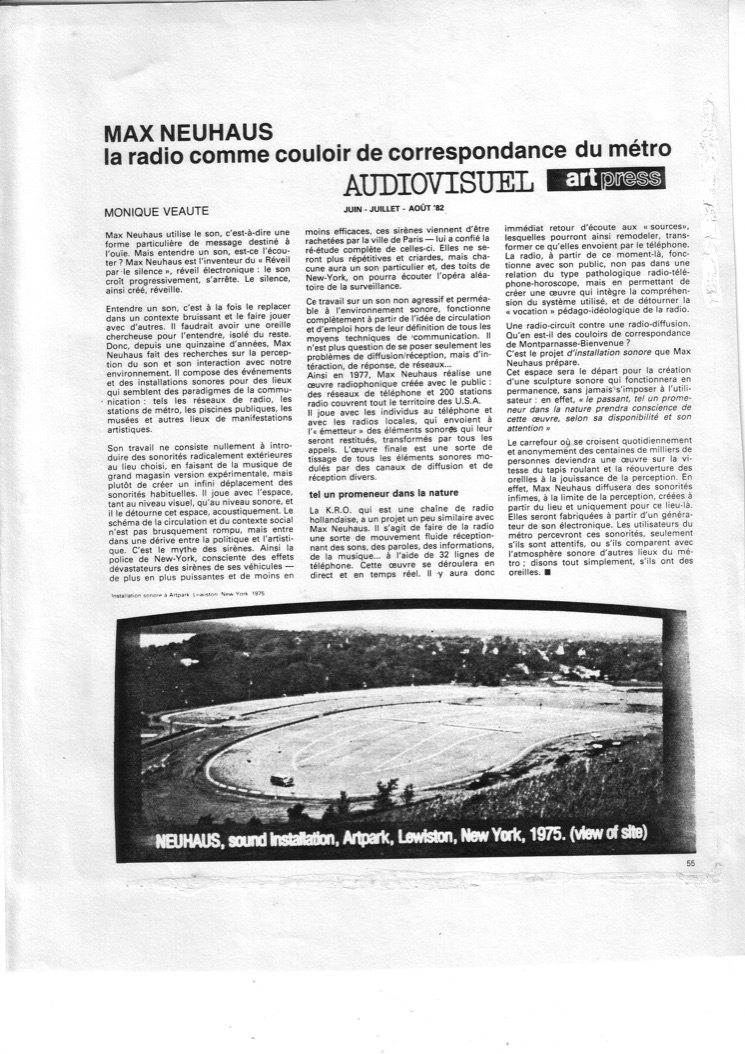 MAX NEUHAUS
la radio comme couloir de correspondance du métro
AUDIOVISUEL artpress
MONIQUE VEAUTE
JUIN - JUILLET - AOÛT '82
Max Neuhaus utilise le son, c'est-à-dire une
forme particulière de message destiné à
l'ouïe. Mais entendre un son, est-ce l'écou-
ter ? Max Neuhaus est l'inventeur du « Réveil
par le silence », réveil électronique : le son
croît progressivement, s'arrête. Le silence,
ainsi créé, réveille.
Entendre un son, c'est à la fois le replacer
dans un contexte bruissant et le faire jouer
avec d'autres. Il faudrait avoir une oreille
chercheuse pour l'entendre, isolé du reste.
Donc, depuis une quinzaine d'années, Max
Neuhaus fait des recherches sur la percep-
tion du son et son interaction avec notre
environnement. Il compose des événements
et des installations sonores pour des lieux
qui semblent des paradigmes de la commu-
nication : tels les réseaux de radio, les
stations de métro, les piscines publiques, les
musées et autres lieux de manifestations
artistiques.
Son travail ne consiste nullement à intro-
duire des sonorités radicalement extérieures
au lieu choisi, en faisant de la musique de
grand magasin version expérimentale, mais
plutôt de créer un infini déplacement des
sonorités habituelles. Il joue avec l'espace,
tant au niveau visuel, qu'au niveau sonore, et
il le détourne cet espace, acoustiquement. Le
schéma de la circulation et du contexte social
n'est pas brusquement rompu, mais entre
dans une dérive entre la politique et l'artisti-
que. C'est le mythe des sirènes. Ainsi la
police de New-York, consciente des effets
dévastateurs des sirènes de ses véhicules —
de plus en plus puissantes et de moins en
moins efficaces, ces sirènes viennent d'être
rachetées par la ville de Paris — lui a confié la
ré-étude complète de celles-ci. Elles ne se-
ront plus répétitives et criardes, mais cha-
cune aura un son particulier et, des toits de
New-York, on pourra écouter l'opéra aléa-
toire de la surveillance.
Ce travail sur un son non agressif et perméa-
ble à l'environnement sonore, fonctionne
complètement à partir de l'idée de circulation
et d'emploi hors de leur définition de tous les
moyens techniques de communication. Il
n'est plus question de se poser seulement les
problèmes de diffusion/réception, mais d'in-
téraction, de réponse, de réseaux...
Ainsi en 1977, Max Neuhaus réalise une
œuvre radiophonique créée avec le public :
des réseaux de téléphone et 200 stations
radio couvrent tout le territoire des U.S.A.
Il joue avec les individus au téléphone et
avec les radios locales, qui envoient à
l'« émetteur » des éléments sonores qui leur
seront restitués, transformés par tous les
appels. L'œuvre finale est une sorte de
tissage de tous les éléments sonores mo-
dulés par des canaux de diffusion et de
réception divers.
tel un promeneur dans la nature
La K.R.O. qui est une chaîne de radio
hollandaise, a un projet un peu similaire avec
Max Neuhaus. Il s'agit de faire de la radio
une sorte de mouvement fluide réception-
nant des sons, des paroles, des informations,
de la musique... à l'aide de 32 lignes de
téléphone. Cette œuvre se déroulera en
direct et en temps réel. Il y aura donc
immédiat retour d'écoute aux « sources»,
lesquelles pourront ainsi remodeler, trans-
former ce qu'elles envoient par le téléphone.
La radio, à partir de ce moment-là, fonc-
tionne avec son public, non pas dans une
relation du type pathologique radio-télé-
phone-horoscope, mais en permettant de
créer une œuvre qui intègre la compréhen-
sion du système utilisé, et de détourner la
« vocation » pédago-idéologique de la radio.
Une radio-circuit contre une radio-diffusion.
Qu'en est-il des couloirs de correspondance
de Montparnasse-Bienvenue ?
C'est le projet d'installation sonore que Max
Neuhaus prépare.
Cet espace sera le départ pour la création
d'une sculpture sonore qui fonctionnera en
permanence, sans jamais s'imposer à l'utili-
sateur : en effet, « le passant, tel un prome-
neur dans la nature prendra conscience de
cette œuvre, selon sa disponibilité et son
attention »
Le carrefour où se croisent quotidiennement
et anonymement des centaines de milliers de
personnes deviendra une œuvre sur la vi-
tesse du tapis roulant et la réouverture des
oreilles à la jouissance de la perception. En
effet, Max Neuhaus diffusera des sonorités
infimes, à la limite de la perception, créées à
partir du lieu et uniquement pour ce lieu-là.
Elles seront fabriquées à partir d'un généra-
teur de son électronique. Les utilisateurs du
métro percevront ces sonorités, seulement
s'ils sont attentifs, ou s'ils comparent avec
l'atmosphère sonore d'autres lieux du mé-
tro ; disons tout simplement, s'ils ont des
oreilles. ■
Installation sonore à Artpark Lewiston New York 1975
NEUHAUS, sound installation, Artpark, Lewiston, New York, 1975. (view of site)
55